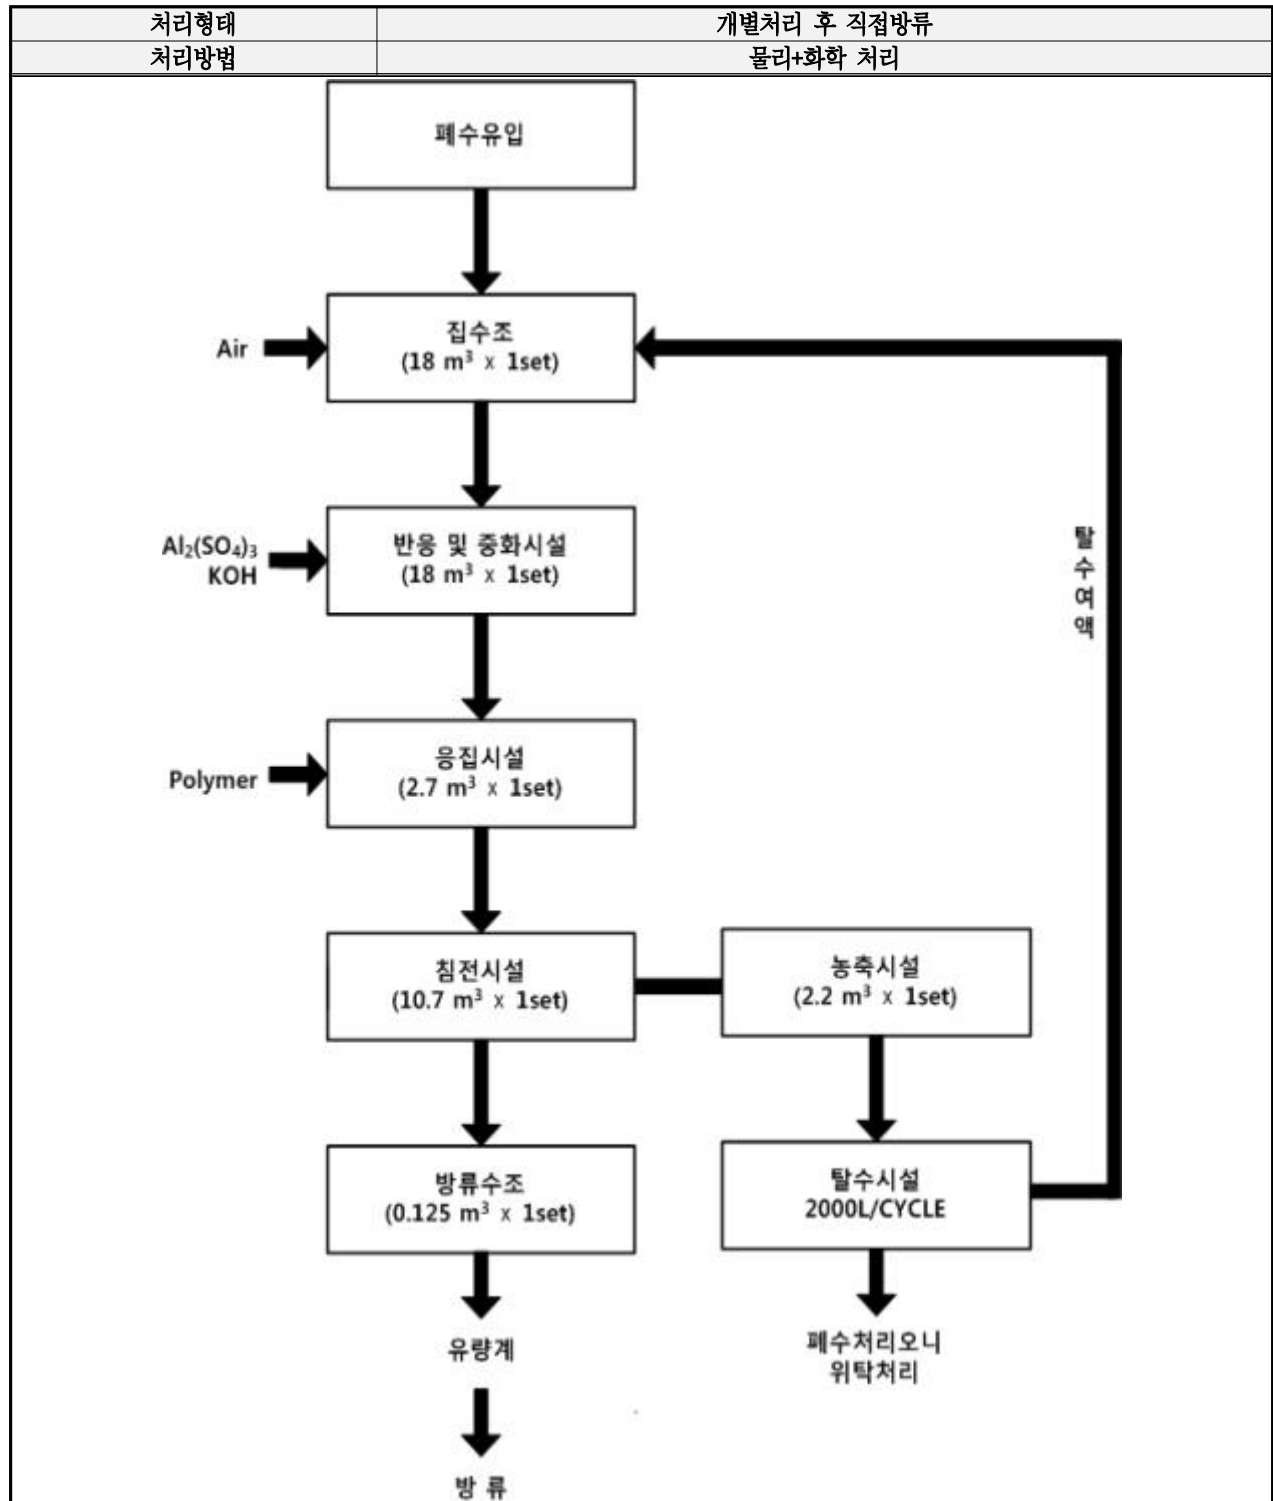 처리형태 개별처리 후 직접방류
처리방법 물리+화학 처리
폐수유입
Air
집수조
(18 m³ × 1set)
Al₂(SO₄)₃
KOH
반응 및 중화시설
(18 m³ × 1set)
탈
수
여
액
Polymer
응집시설
(2.7 m³ × 1set)
침전시설
(10.7 m³ × 1set)
농축시설
(2.2 m³ × 1set)
방류수조
(0.125 m³ × 1set)
탈수시설
2000L/CYCLE
유량계
폐수처리오니
위탁처리
방 류